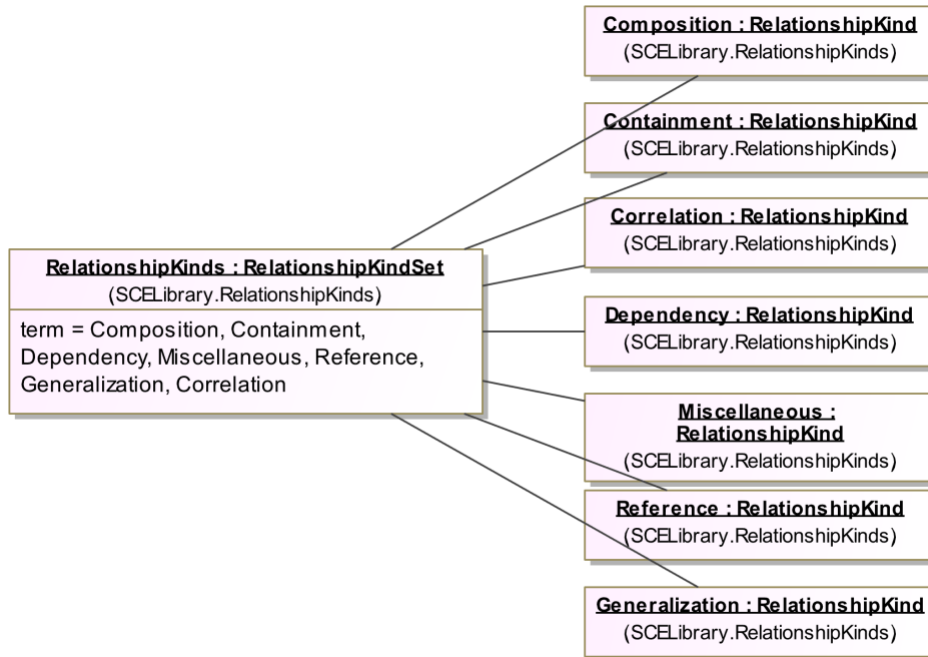 Composition : RelationshipKind
(SCELibrary.RelationshipKinds)
Containment : RelationshipKind
(SCELibrary.RelationshipKinds)
Correlation : RelationshipKind
(SCELibrary.RelationshipKinds)
RelationshipKinds : RelationshipKindSet
(SCELibrary.RelationshipKinds)
term = Composition, Containment,
Dependency, Miscellaneous, Reference,
Generalization, Correlation
Dependency : RelationshipKind
(SCELibrary.RelationshipKinds)
Miscellaneous :
RelationshipKind
(SCELibrary.RelationshipKinds)
Reference : RelationshipKind
(SCELibrary.RelationshipKinds)
Generalization : RelationshipKind
(SCELibrary.RelationshipKinds)